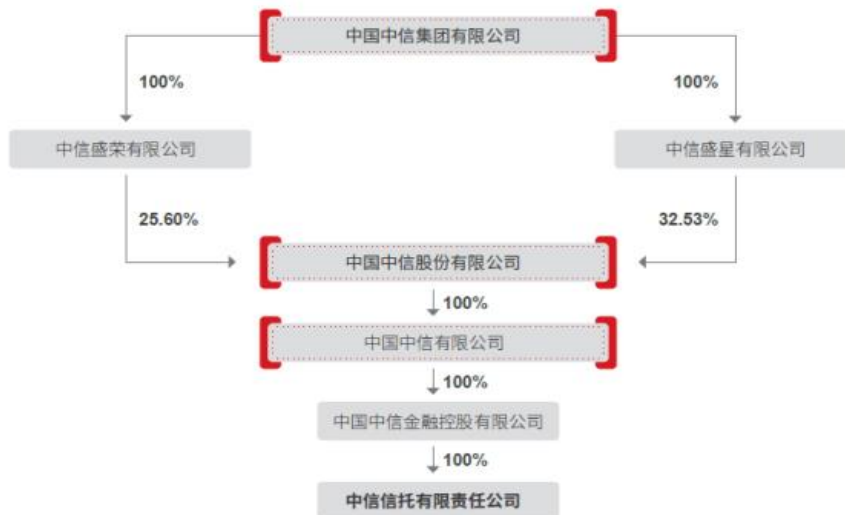 中国中信集团有限公司
100%
100%
中信盛荣有限公司
中信盛星有限公司
25.60%
32.53%
中国中信股份有限公司
100%
中国中信有限公司
100%
中国中信金融控股有限公司
100%
中信信托有限责任公司